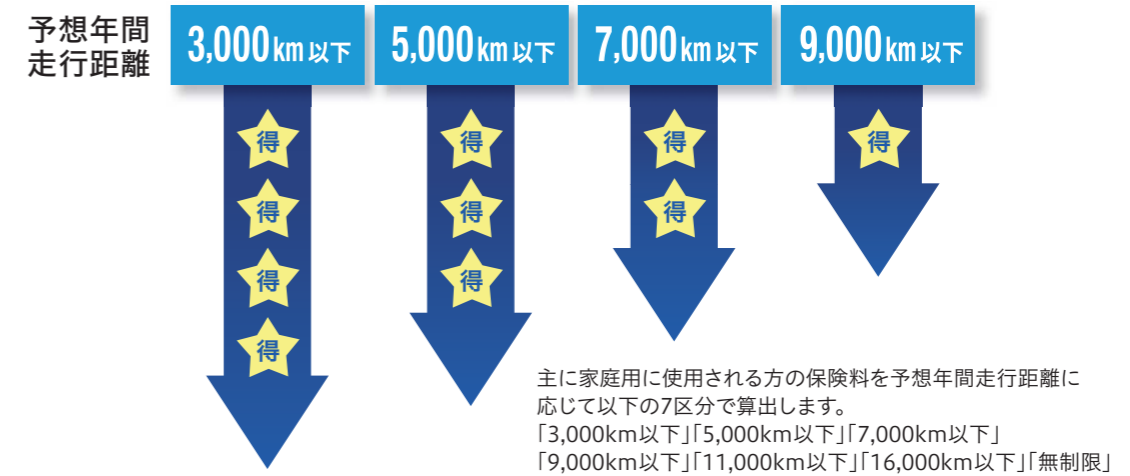 予想年間
走行距離
3,000km以下
5,000km以下
7,000km以下
9,000km以下
得 得 得 得
得 得 得
得 得
得
主に家庭用に使用される方の保険料を予想年間走行距離に
応じて以下の7区分で算出します。
「3,000km以下」「5,000km以下」「7,000km以下」
「9,000km以下」「11,000km以下」「16,000km以下」「無制限」